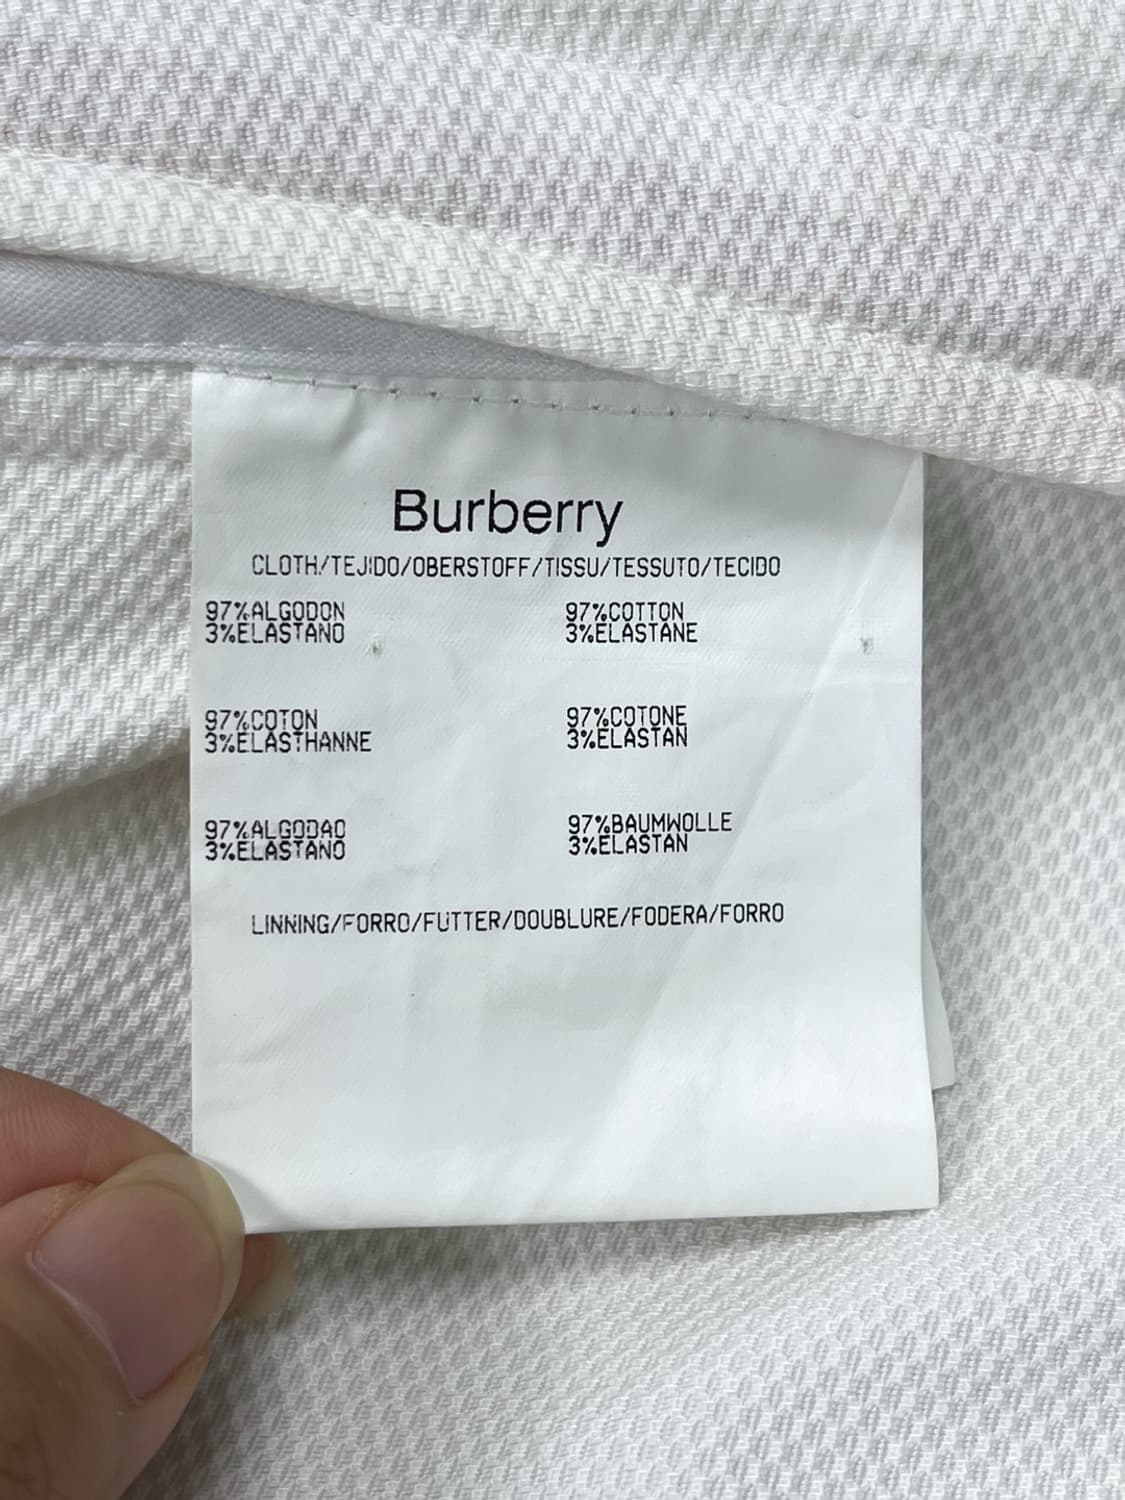 Burberry
CLOTH/TEJIDO/OBERSTOFF/TISSU/TESSUTO/TECIDO
97%ALGODON
3%ELASTANO
97%COTTON
3%ELASTANE
97%COTON
3%ELASTHANNE
97%COTONE
3%ELASTAN
97%ALGODAO
3%ELASTANO
97%BAUMWOLLE
3%ELASTAN
LINNING/FORRO/FUTTER/DOUBLURE/FODERA/FORRO